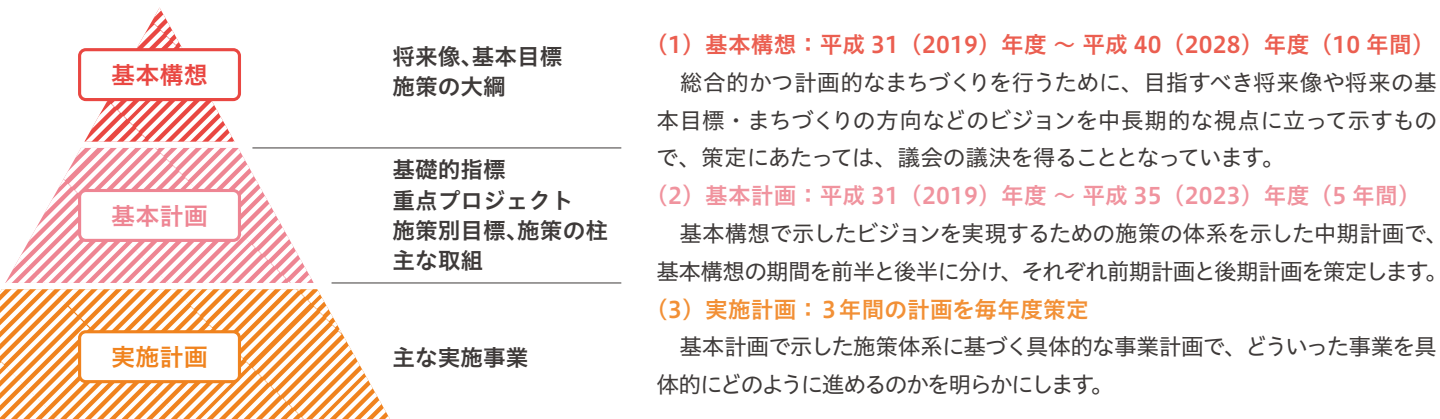 基本構想
将来像、基本目標
施策の大綱
基本計画
基礎的指標
重点プロジェクト
施策別目標、施策の柱
主な取組
実施計画
主な実施事業
（1）基本構想：平成 31（2019）年度 ～ 平成 40（2028）年度（10 年間）
総合的かつ計画的なまちづくりを行うために、目指すべき将来像や将来の基
本目標・まちづくりの方向などのビジョンを中長期的な視点に立って示すもの
で、策定にあたっては、議会の議決を得ることとなっています。
（2）基本計画：平成 31（2019）年度 ～ 平成 35（2023）年度（5 年間）
基本構想で示したビジョンを実現するための施策の体系を示した中期計画で、
基本構想の期間を前半と後半に分け、それぞれ前期計画と後期計画を策定します。
（3）実施計画：３年間の計画を毎年度策定
基本計画で示した施策体系に基づく具体的な事業計画で、どういった事業を具
体的にどのように進めるのかを明らかにします。